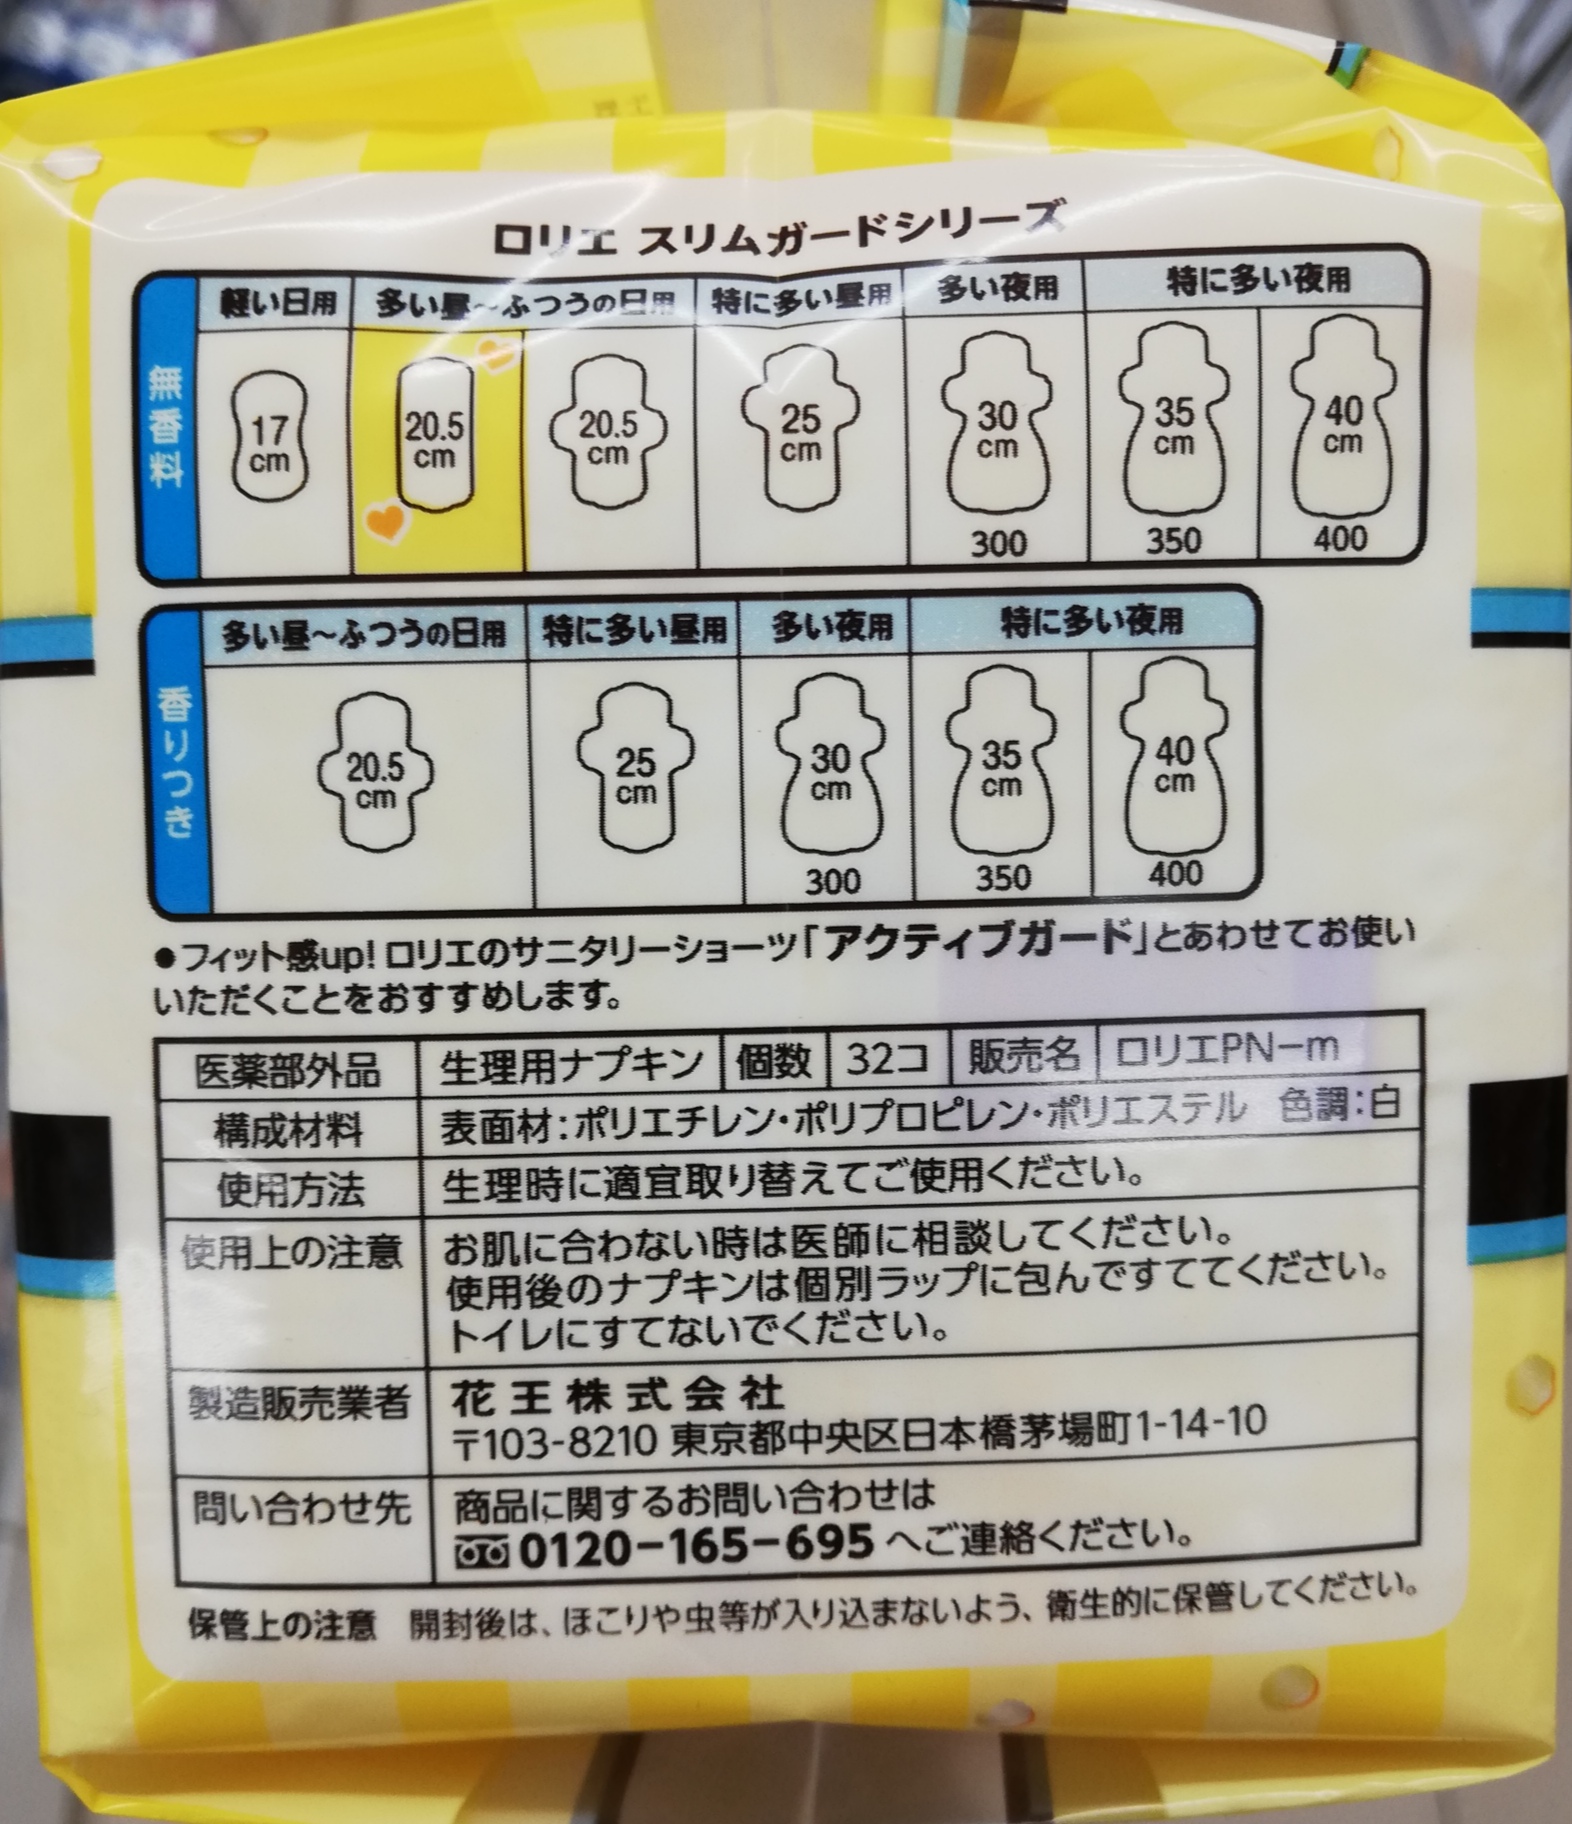 ロリエ スリムガードシリーズ
無香料
軽い日用 多い昼～ふつうの日用 特に多い昼用 多い夜用 特に多い夜用
17 cm 20.5 cm 20.5 cm 25 cm 30 cm 35 cm 40 cm
300 350 400
香りつき
多い昼～ふつうの日用 特に多い昼用 多い夜用 特に多い夜用
20.5 cm 25 cm 30 cm 35 cm 40 cm
300 350 400
●フィット感up! ロリエのサニタリーショーツ「アクティブガード」とあわせてお使い
いただくことをおすすめします。
医薬部外品 生理用ナプキン 個数 32コ 販売名 ロリエPN−m
構成材料 表面材：ポリエチレン・ポリプロピレン・ポリエステル 色調：白
使用方法 生理時に適宜取り替えてご使用ください。
使用上の注意 お肌に合わない時は医師に相談してください。
使用後のナプキンは個別ラップに包んですててください。
トイレにすてないでください。
製造販売業者 花王株式会社
〒103-8210 東京都中央区日本橋茅場町1-14-10
問い合わせ先 商品に関するお問い合わせは
0120−165−695 へご連絡ください。
保管上の注意 開封後は、ほこりや虫等が入り込まないよう、衛生的に保管してください。